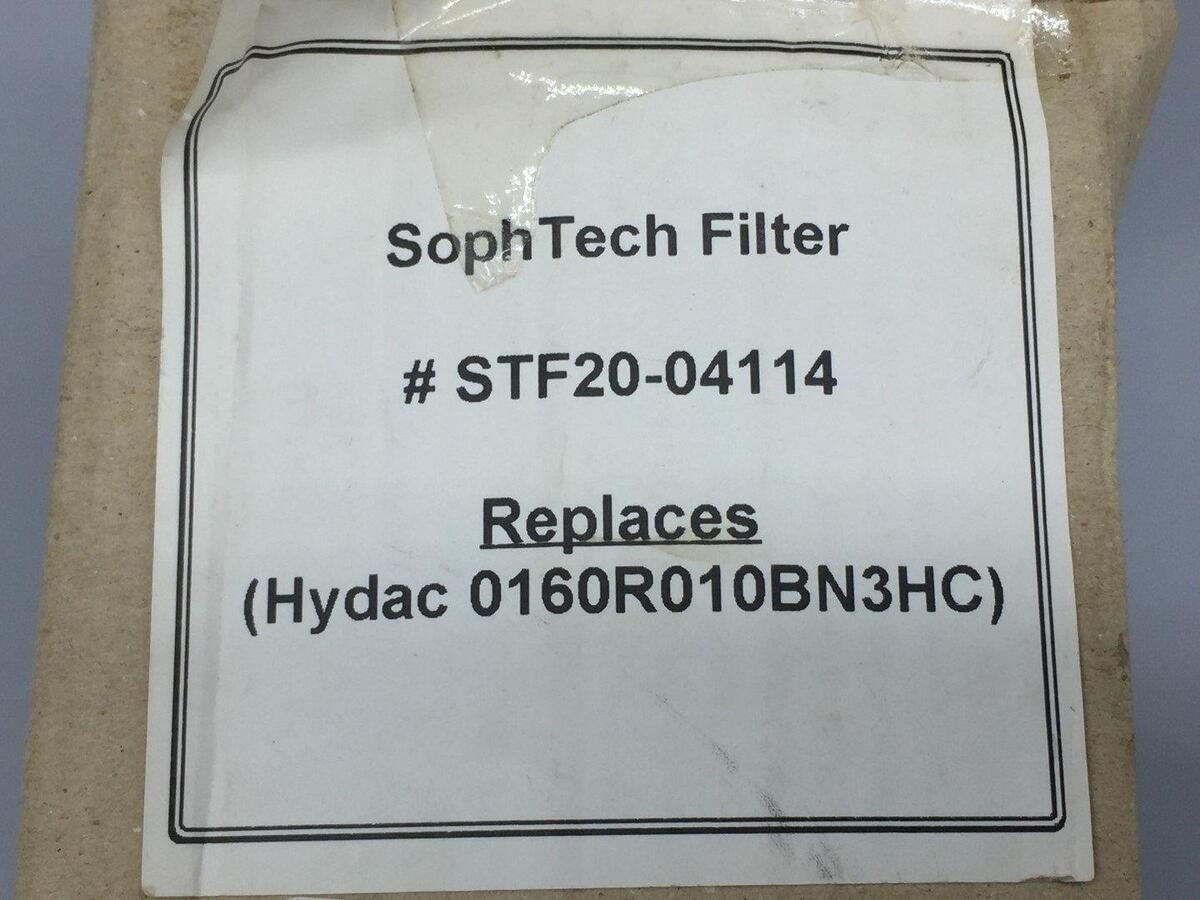 SophTech Filter
# STF20-04114
Replaces
(Hydac 0160R010BN3HC)